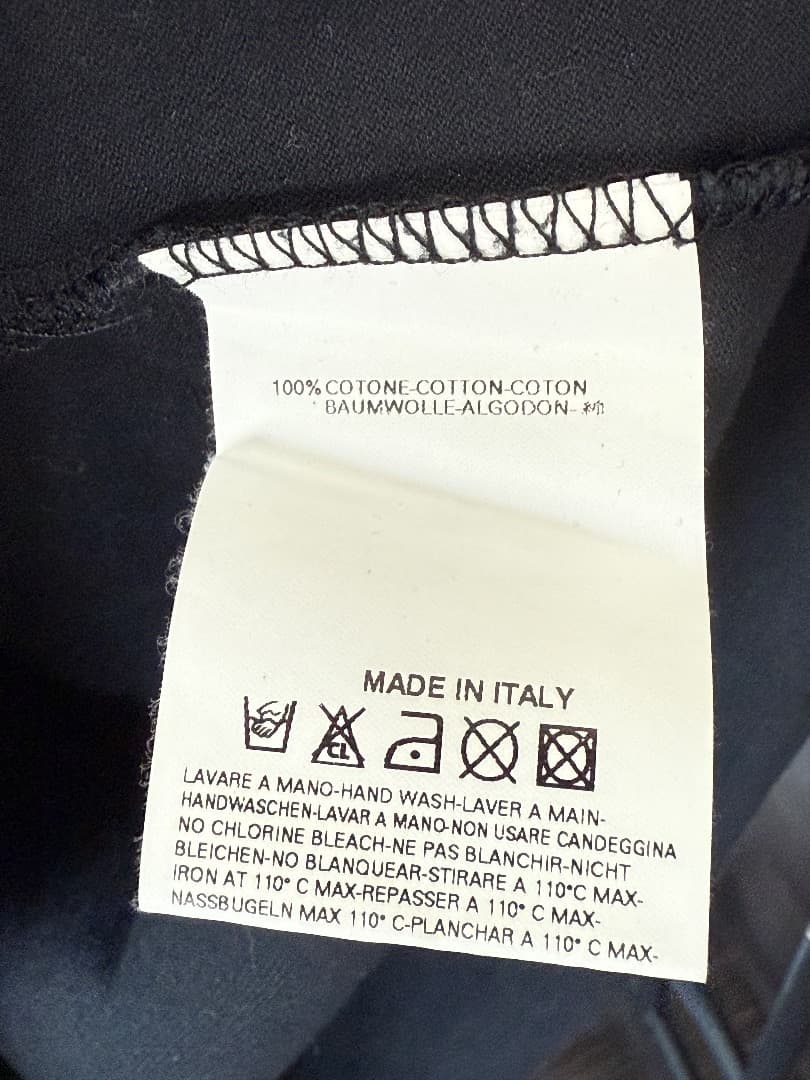 100% COTONE-COTTON-COTON
BAUMWOLLE-ALGODON-
MADE IN ITALY
CL
LAVARE A MANO-HAND WASH-LAVER A MAIN-
HANDWASCHEN-LAVAR A MANO-NON USARE CANDEGGINA
NO CHLORINE BLEACH-NE PAS BLANCHIR-NICHT
BLEICHEN-NO BLANQUEAR-STIRARE A 110°C MAX-
IRON AT 110° C MAX-REPASSER A 110° C MAX-
NASSBUGELN MAX 110° C-PLANCHAR A 110° C MAX-